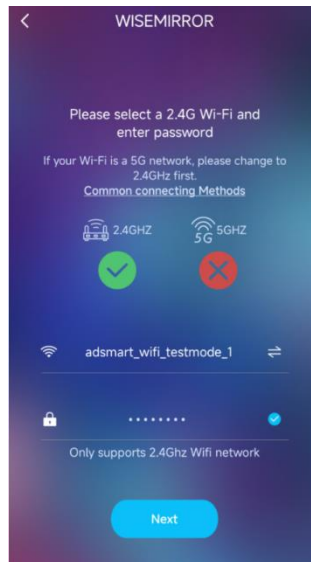 WISEMIRROR
Please select a 2.4G Wi-Fi and
enter password
If your Wi-Fi is a 5G network, please change to
2.4GHz first.
Common connecting Methods
2.4GHZ
5G 5GHZ
adsmart_wifi_testmode_1
........
Only supports 2.4Ghz Wifi network
Next